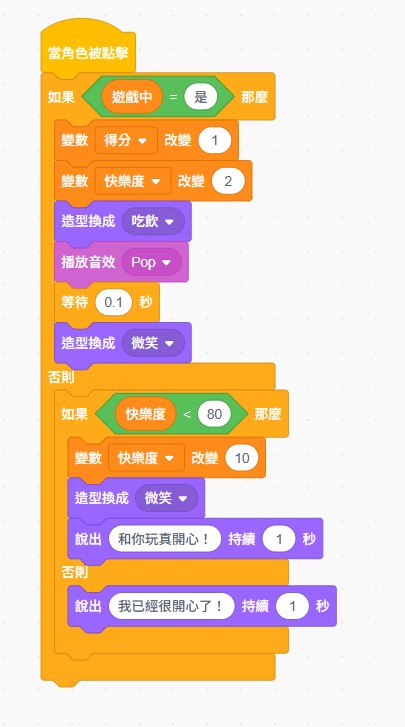 當角色被點擊
如果 遊戲中 = 是 那麼
變數 得分 改變 1
變數 快樂度 改變 2
造型換成 吃飲
播放音效 Pop
等待 0.1 秒
造型換成 微笑
否則
如果 快樂度 < 80 那麼
變數 快樂度 改變 10
造型換成 微笑
說出 和你玩真開心！ 持續 1 秒
否則
說出 我已經很開心了！ 持續 1 秒